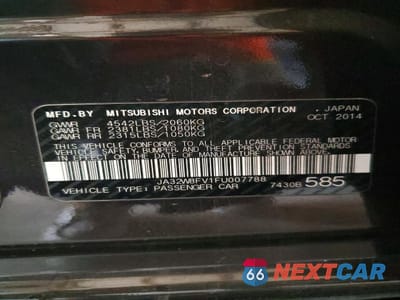 MFD.BY MITSUBISHI MOTORS CORPORATION , JAPAN
GVWR 4542LBS/2060KG OCT 2014
GAWR FR 2381LBS/1080KG
GAWR RR 2315LBS/1050KG
THIS VEHICLE CONFORMS TO ALL APPLICABLE FEDERAL MOTOR
VEHICLE SAFETY, BUMPER, AND THEFT PREVENTION STANDARDS
IN EFFECT ON THE DATE OF MANUFACTURE SHOWN ABOVE.
JA32W8FV1FU007788
VEHICLE TYPE: PASSENGER CAR 7430B 585
66 NEXTCAR